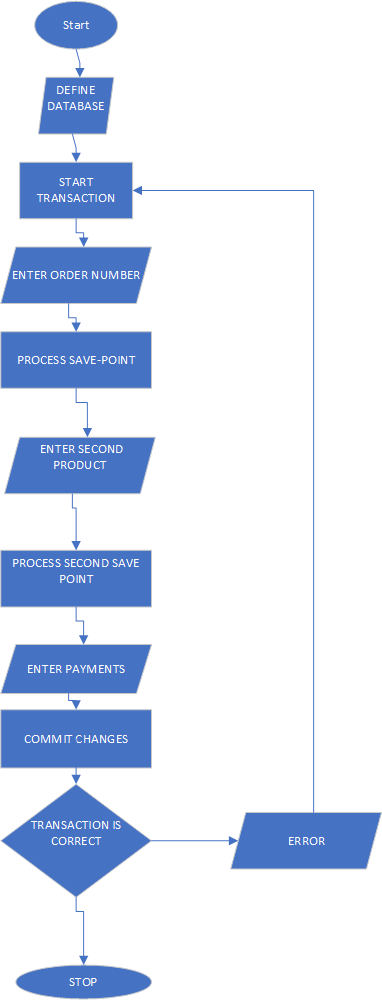 Start
DEFINE
DATABASE
START
TRANSACTION
ENTER ORDER NUMBER
PROCESS SAVE-POINT
ENTER SECOND
PRODUCT
PROCESS SECOND SAVE
POINT
ENTER PAYMENTS
COMMIT CHANGES
TRANSACTION IS
CORRECT
ERROR
STOP